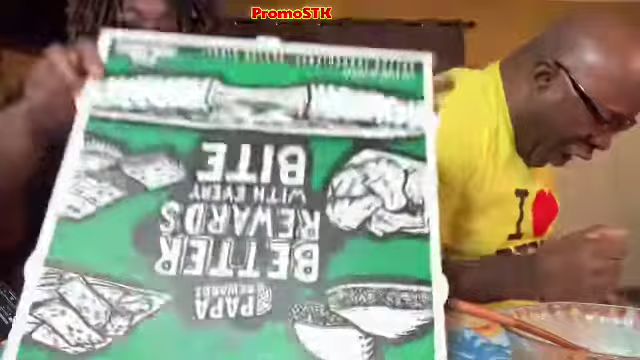 PromoSTK
PAPA REWARDS
BETTER
REWARDS
WITH EVERY
BITE
I